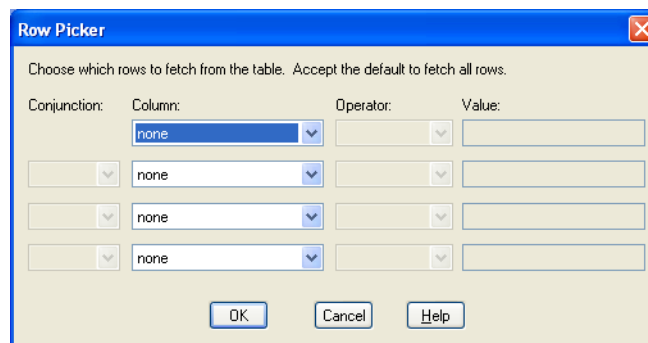 Row Picker
Choose which rows to fetch from the table. Accept the default to fetch all rows.
Conjunction: Column: Operator: Value:
none
none
none
none
OK Cancel Help